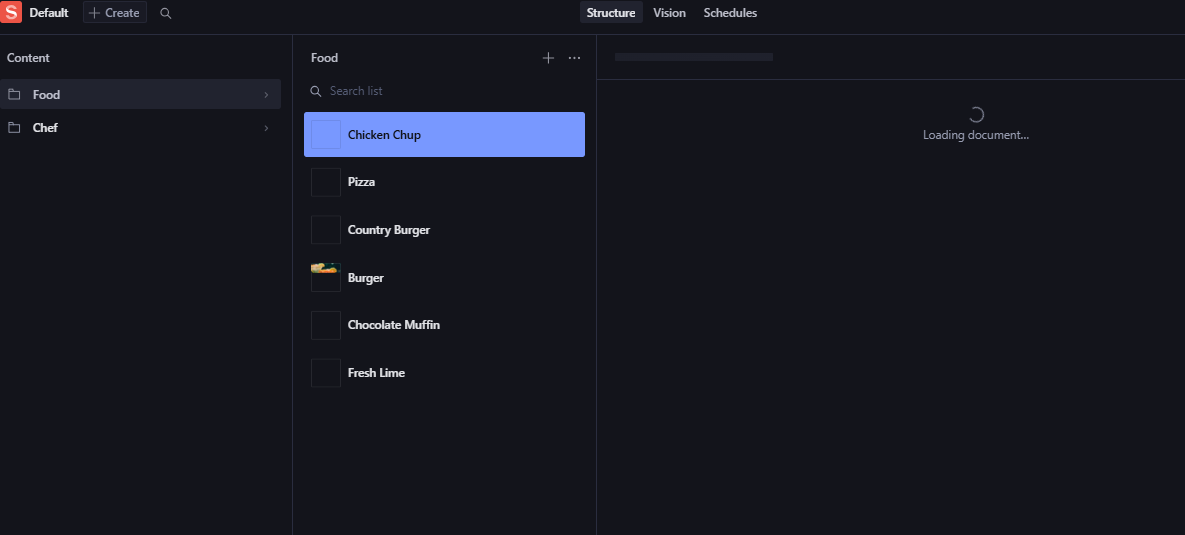 S Default + Create Structure Vision Schedules
Content
Food
Chef
Food
Search list
Chicken Chup
Pizza
Country Burger
Burger
Chocolate Muffin
Fresh Lime
Loading document...